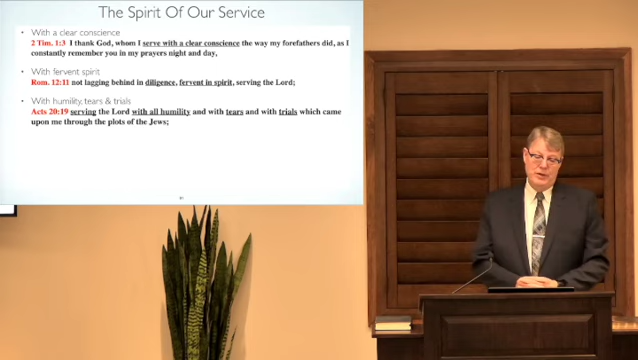 The Spirit Of Our Service
• With a clear conscience
2 Tim. 1:3 I thank God, whom I serve with a clear conscience the way my forefathers did, as I
constantly remember you in my prayers night and day,
• With fervent spirit
Rom. 12:11 not lagging behind in diligence, fervent in spirit, serving the Lord;
• With humility, tears & trials
Acts 20:19 serving the Lord with all humility and with tears and with trials which came
upon me through the plots of the Jews;